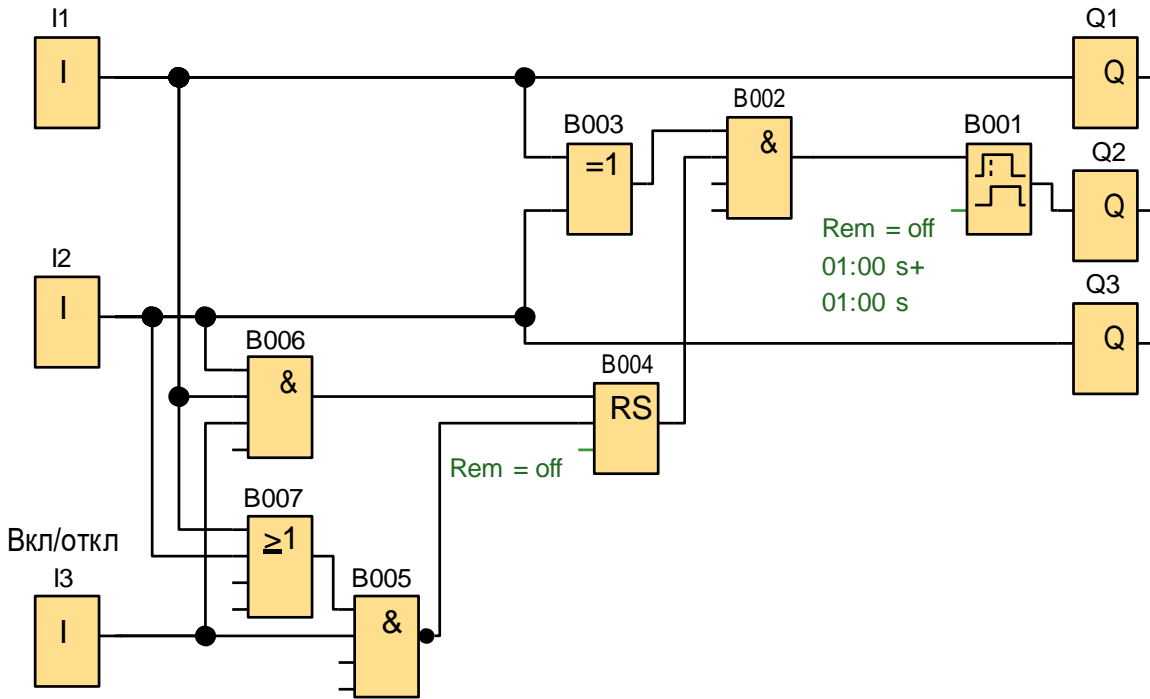 I1
I
Q1
Q
B003
=1
B002
&
B001
Q2
Q
Rem = off
01:00 s+
01:00 s
I2
I
Q3
Q
B006
&
B004
RS
Rem = off
B007
≥1
Вкл/откл
I3
I
B005
&